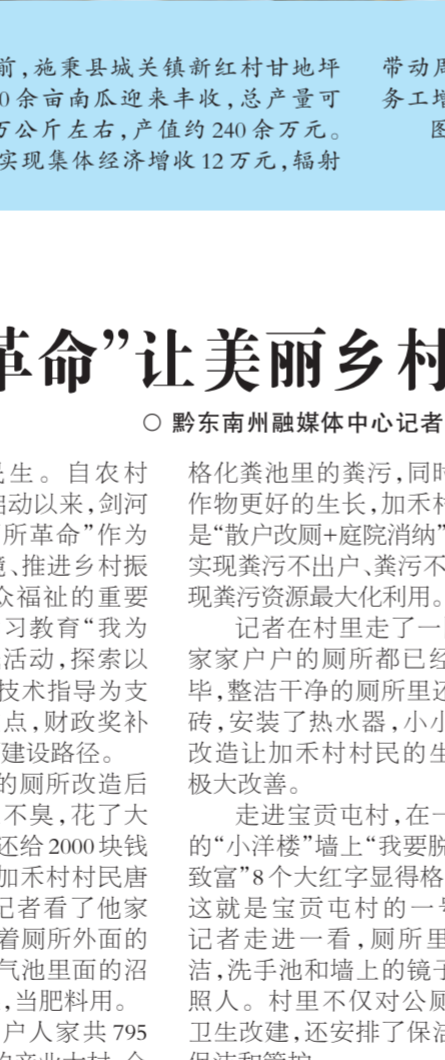 前,施秉县城关镇新红村甘地坪
0余亩南瓜迎来丰收,总产量可
万公斤左右,产值约240余万元。
实现集体经济增收12万元,辐射
带动周
务工增
图
革命”让美丽乡村
○ 黔东南州融媒体中心记者
民生。自农村
启动以来,剑河
所革命”作为
境、推进乡村振
众福祉的重要
习教育“我为
活动,探索以
技术指导为支
点,财政奖补
建设路径。
的厕所改造后
不臭,花了大
还给2000块钱
加禾村村民唐
记者看了他家
着厕所外面的
气池里面的沼
,当肥料用。
户人家共795
格化粪池里的粪污,同时
作物更好的生长,加禾村
是“散户改厕+庭院消纳”
实现粪污不出户、粪污不
现粪污资源最大化利用。
记者在村里走了一
家家户户的厕所都已经
毕,整洁干净的厕所里还
砖,安装了热水器,小小
改造让加禾村村民的生
极大改善。
走进宝贡屯村,在一
的“小洋楼”墙上“我要脱
致富”8个大红字显得格
这就是宝贡屯村的一号
记者走进一看,厕所里
洁,洗手池和墙上的镜子
照人。村里不仅对公厕
卫生改建,还安排了保洁